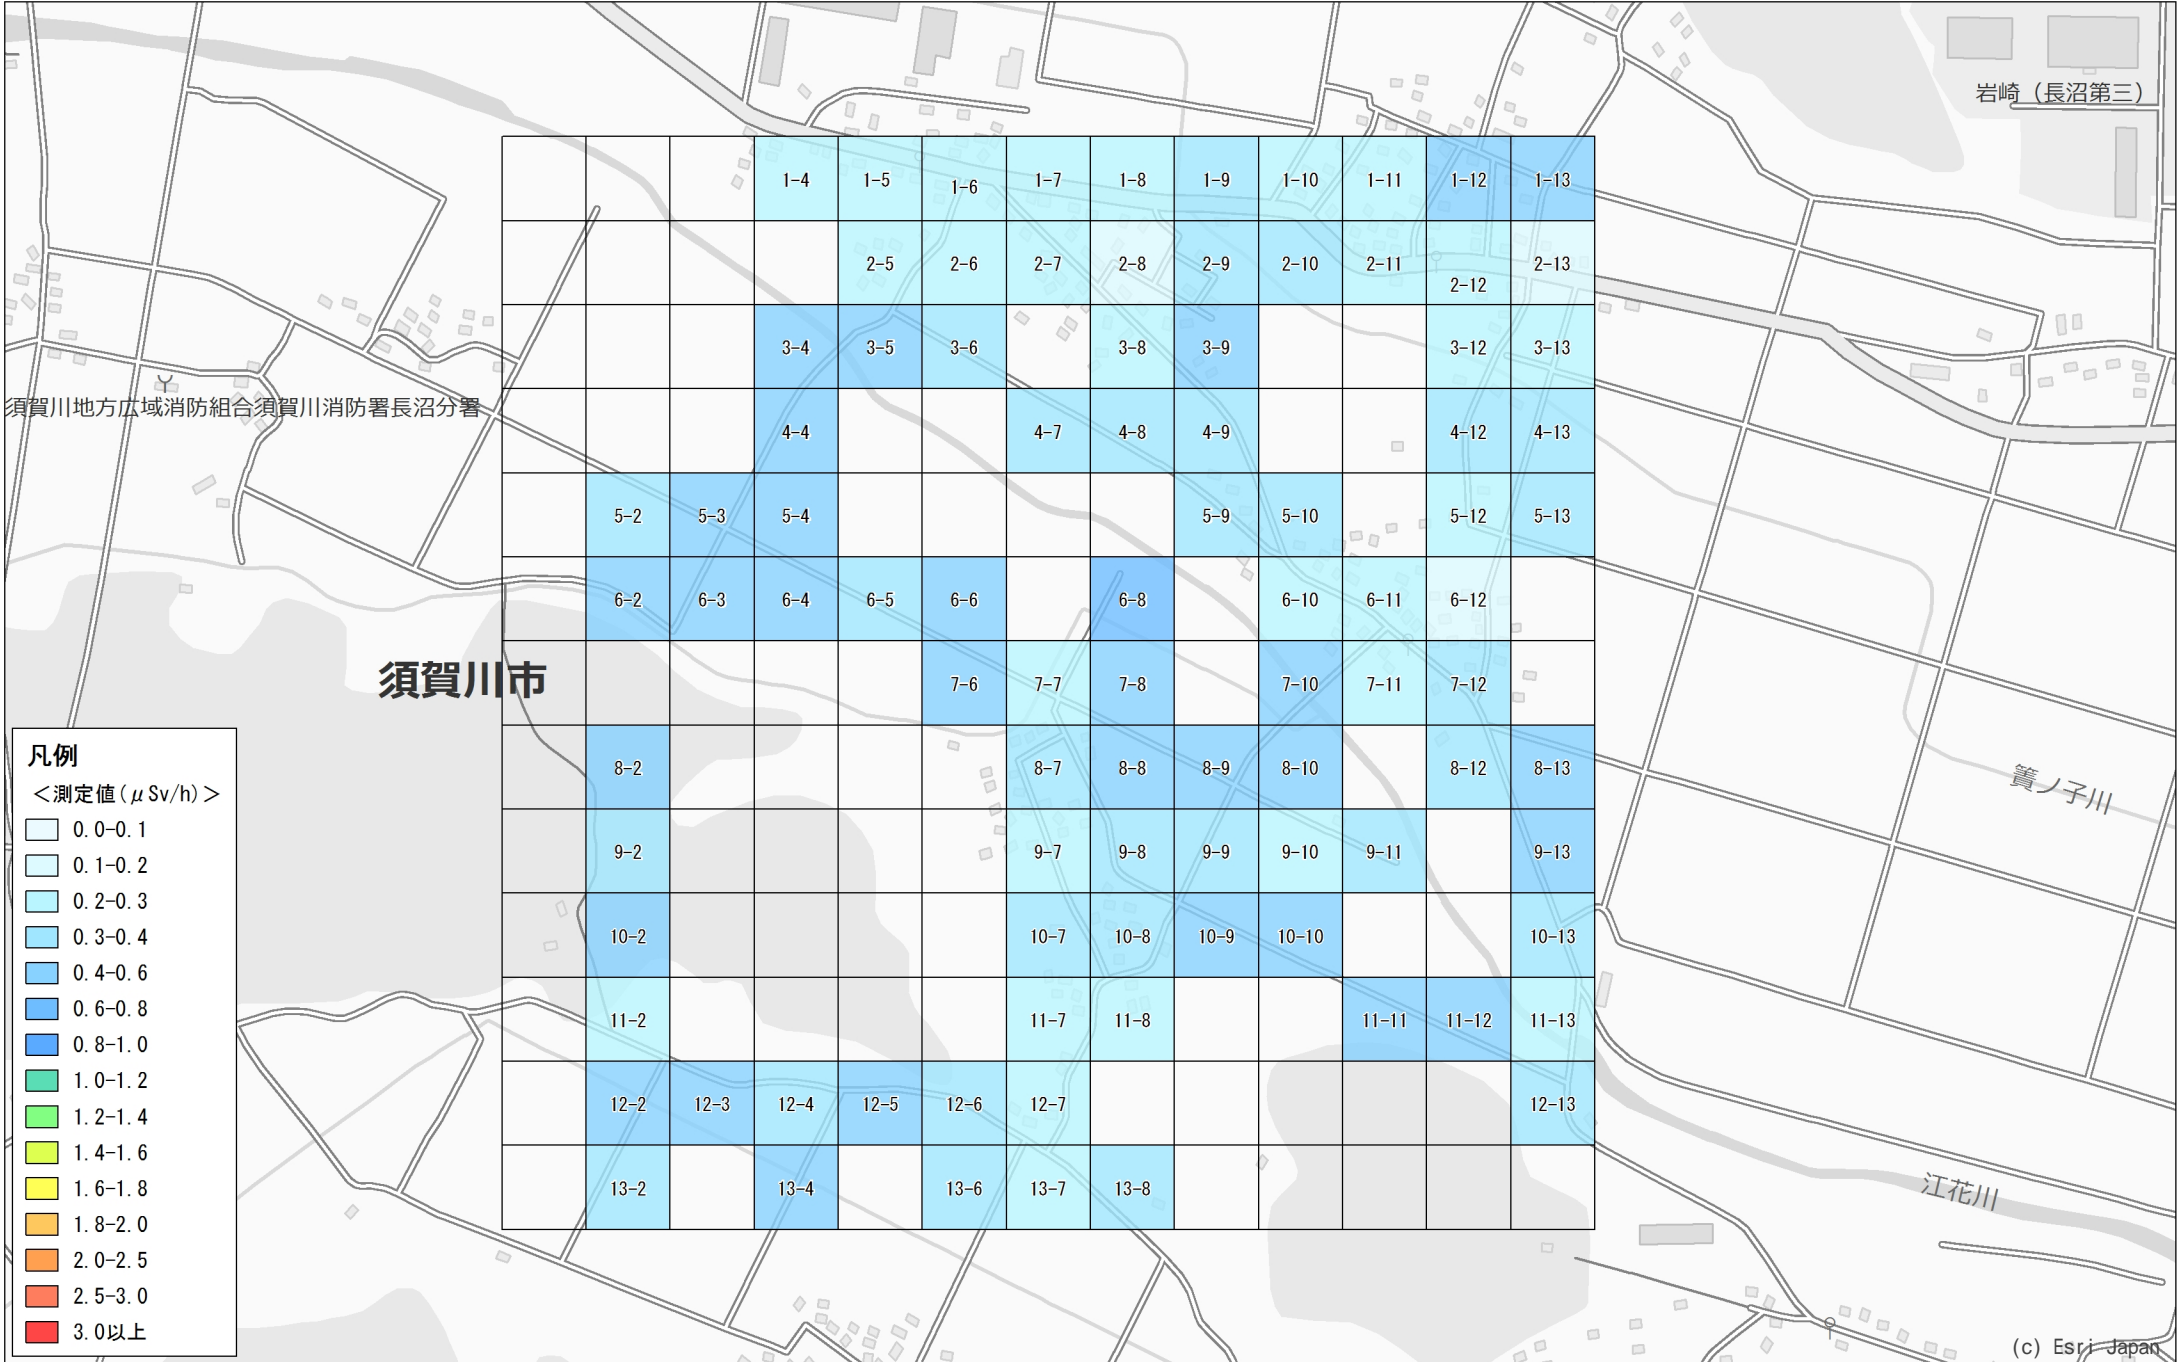 岩崎（長沼第三）
1-4 1-5 1-6 1-7 1-8 1-9 1-10 1-11 1-12 1-13
2-5 2-6 2-7 2-8 2-9 2-10 2-11 2-12 2-13
3-4 3-5 3-6 3-8 3-9 3-12 3-13
須賀川地方広域消防組合須賀川消防署長沼分署
4-4 4-7 4-8 4-9 4-12 4-13
5-2 5-3 5-4 5-9 5-10 5-12 5-13
6-2 6-3 6-4 6-5 6-6 6-8 6-10 6-11 6-12
須賀川市
7-6 7-7 7-8 7-10 7-11 7-12
8-2 8-7 8-8 8-9 8-10 8-12 8-13
簀ノ子川
9-2 9-7 9-8 9-9 9-10 9-11 9-13
10-2 10-7 10-8 10-9 10-10 10-13
11-2 11-7 11-8 11-11 11-12 11-13
12-2 12-3 12-4 12-5 12-6 12-7 12-13
13-2 13-4 13-6 13-7 13-8
江花川
凡例
＜測定値(μSv/h)＞
0.0-0.1
0.1-0.2
0.2-0.3
0.3-0.4
0.4-0.6
0.6-0.8
0.8-1.0
1.0-1.2
1.2-1.4
1.4-1.6
1.6-1.8
1.8-2.0
2.0-2.5
2.5-3.0
3.0以上
(c) Esri Japan